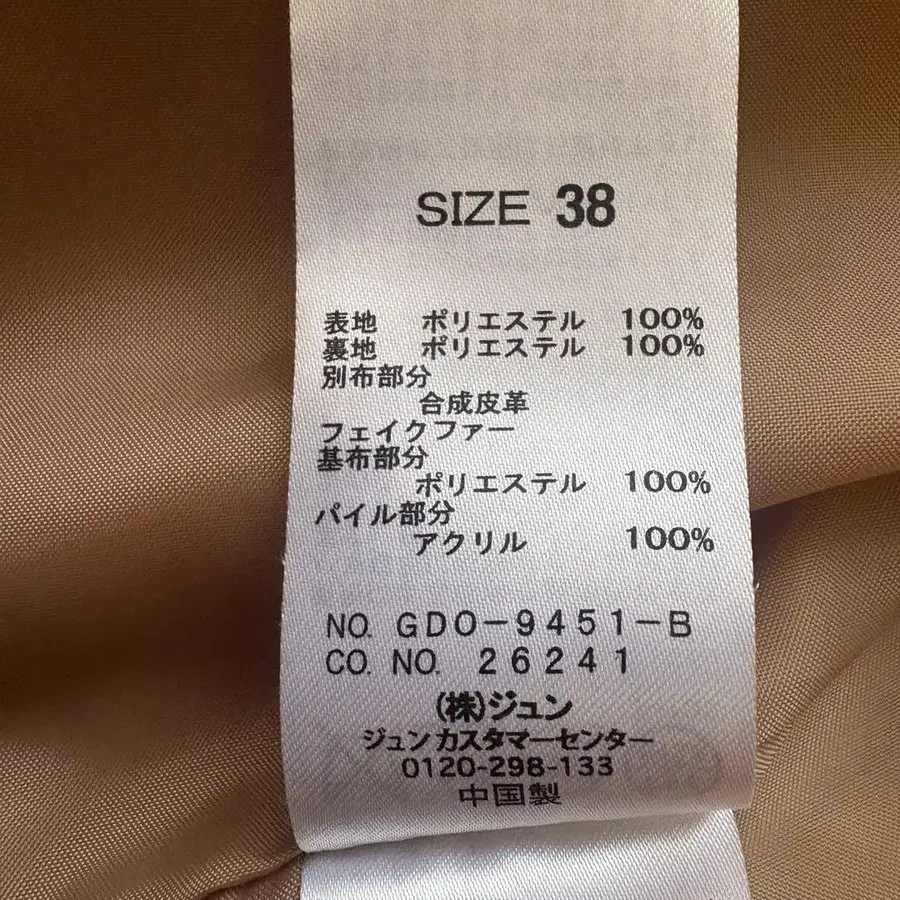 SIZE 38
表地 ポリエステル 100%
裏地 ポリエステル 100%
別布部分
合成皮革
フェイクファー
基布部分
ポリエステル 100%
パイル部分
アクリル 100%
NO. GDO-9451-B
CO. NO. 26241
(株)ジュン
ジュンカスタマーセンター
0120-298-133
中国製